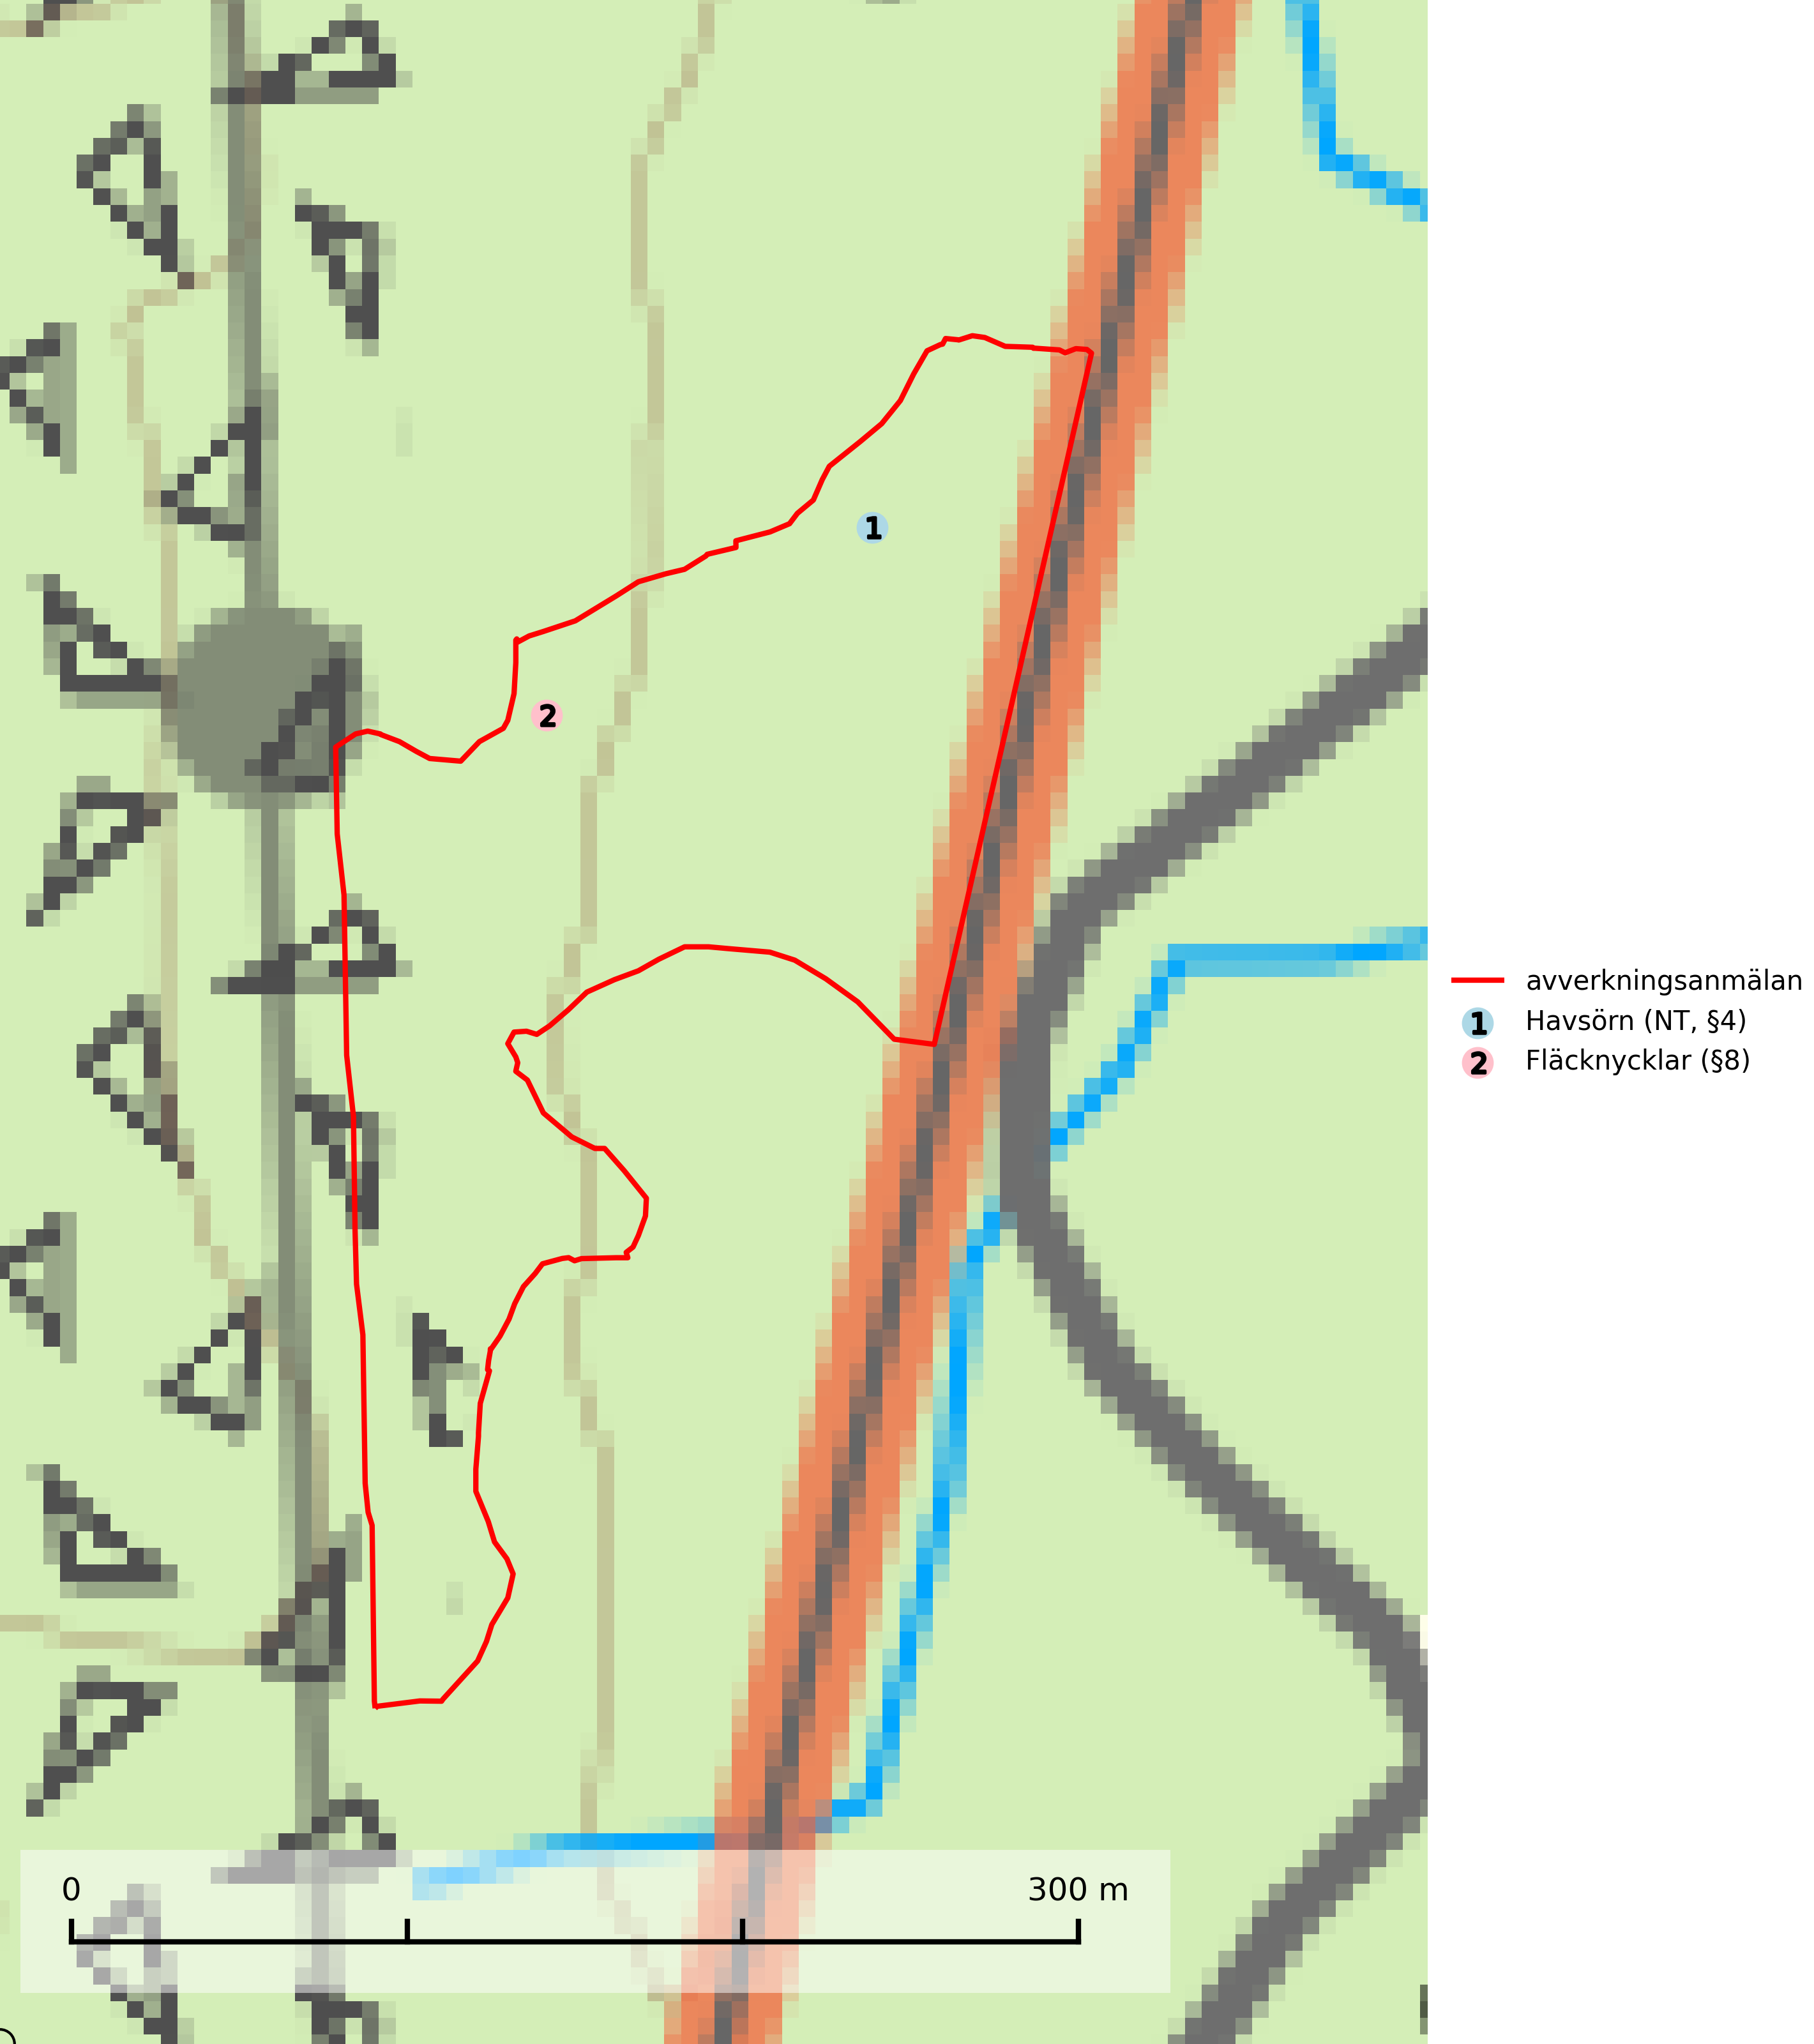 1
2
avverkningsanmälan
1 Havsörn (NT, §4)
2 Fläcknycklar (§8)
0 300 m